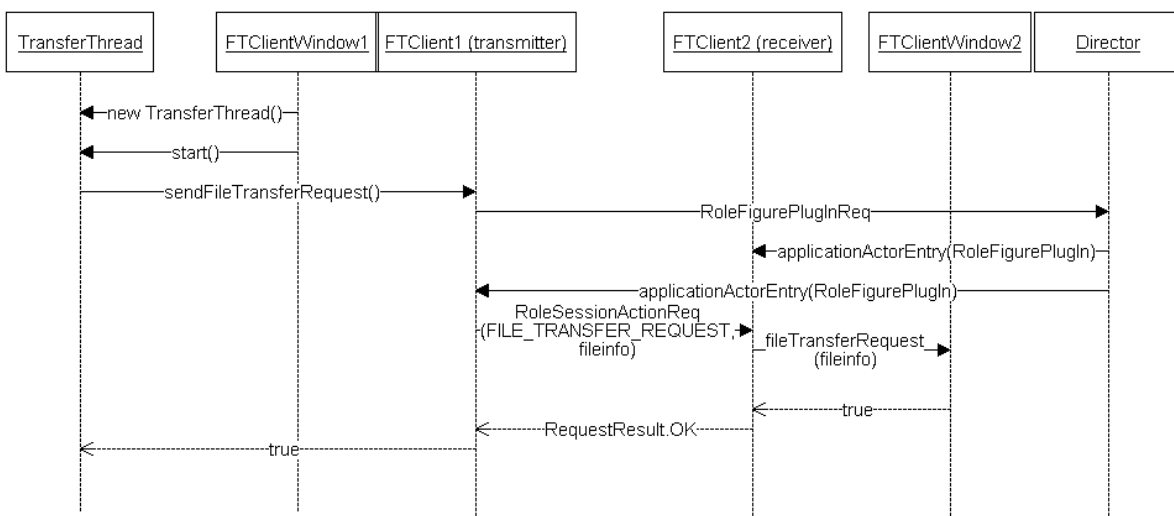 TransferThread
FTClientWindow1
FTClient1 (transmitter)
FTClient2 (receiver)
FTClientWindow2
Director
new TransferThread()
start()
sendFileTransferRequest()
RoleFigurePlugInReq
applicationActorEntry(RoleFigurePlugIn)
applicationActorEntry(RoleFigurePlugIn)
RoleSessionActionReq
(FILE_TRANSFER_REQUEST,
fileinfo)
fileTransferRequest
(fileinfo)
true
RequestResult.OK
true